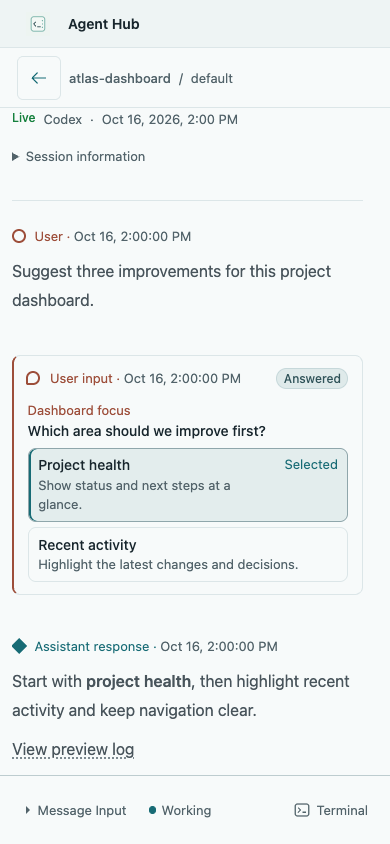 Agent Hub
atlas-dashboard / default
Live Codex · Oct 16, 2026, 2:00 PM
Session information
User · Oct 16, 2:00:00 PM
Suggest three improvements for this project
dashboard.
User input · Oct 16, 2:00:00 PM Answered
Dashboard focus
Which area should we improve first?
Project health Selected
Show status and next steps at a
glance.
Recent activity
Highlight the latest changes and decisions.
Assistant response · Oct 16, 2:00:00 PM
Start with project health, then highlight recent
activity and keep navigation clear.
View preview log
Message Input Working Terminal